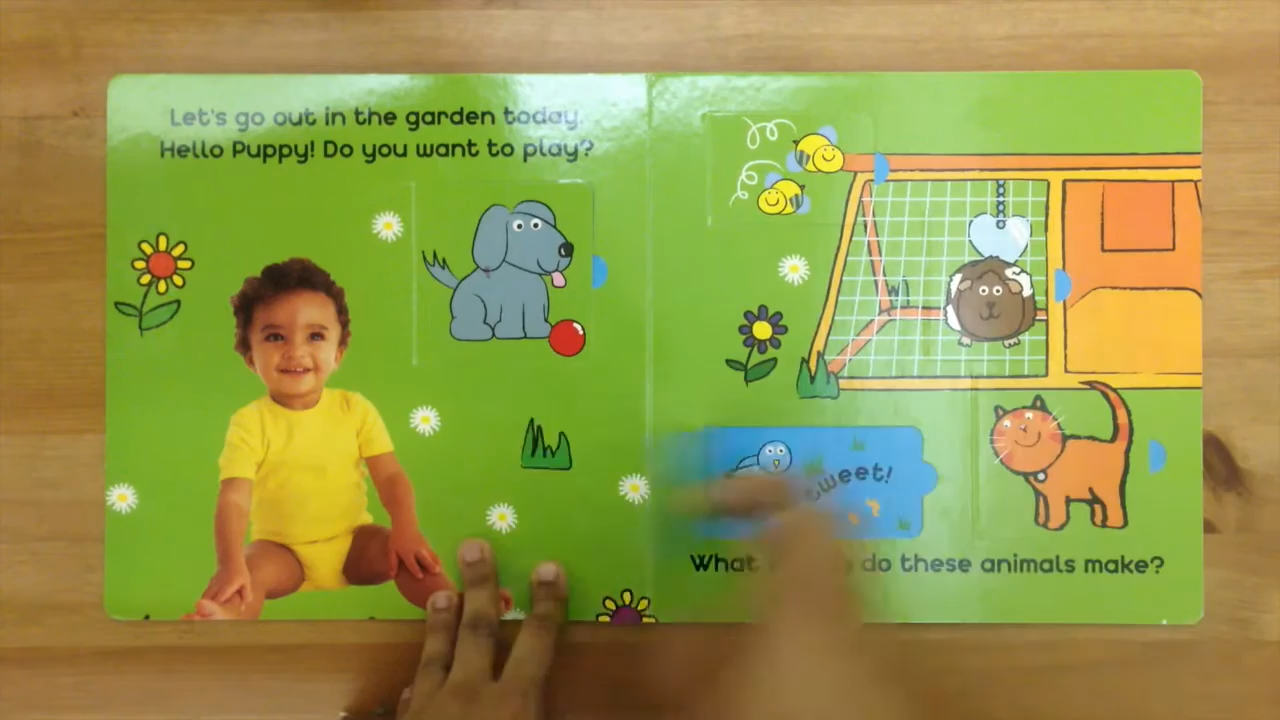 Let's go out in the garden today.
Hello Puppy! Do you want to play?
tweet!
What do these animals make?